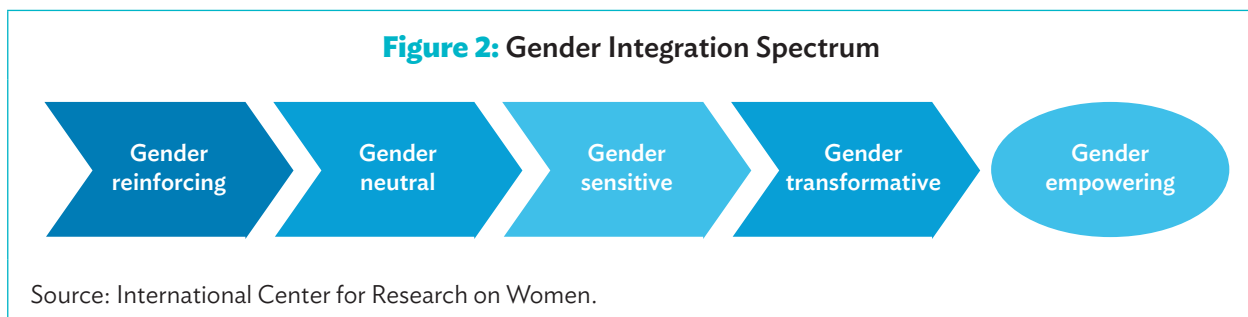 Figure 2: Gender Integration Spectrum
Gender
reinforcing
Gender
neutral
Gender
sensitive
Gender
transformative
Gender
empowering
Source: International Center for Research on Women.